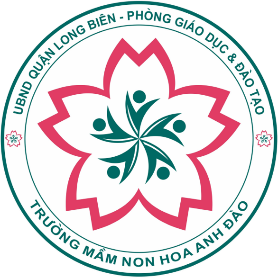 UBND QUẬN LONG BIÊN - PHÒNG GIÁO DỤC & ĐÀO TẠO
TRƯỜNG MẦM NON HOA ANH ĐÀO